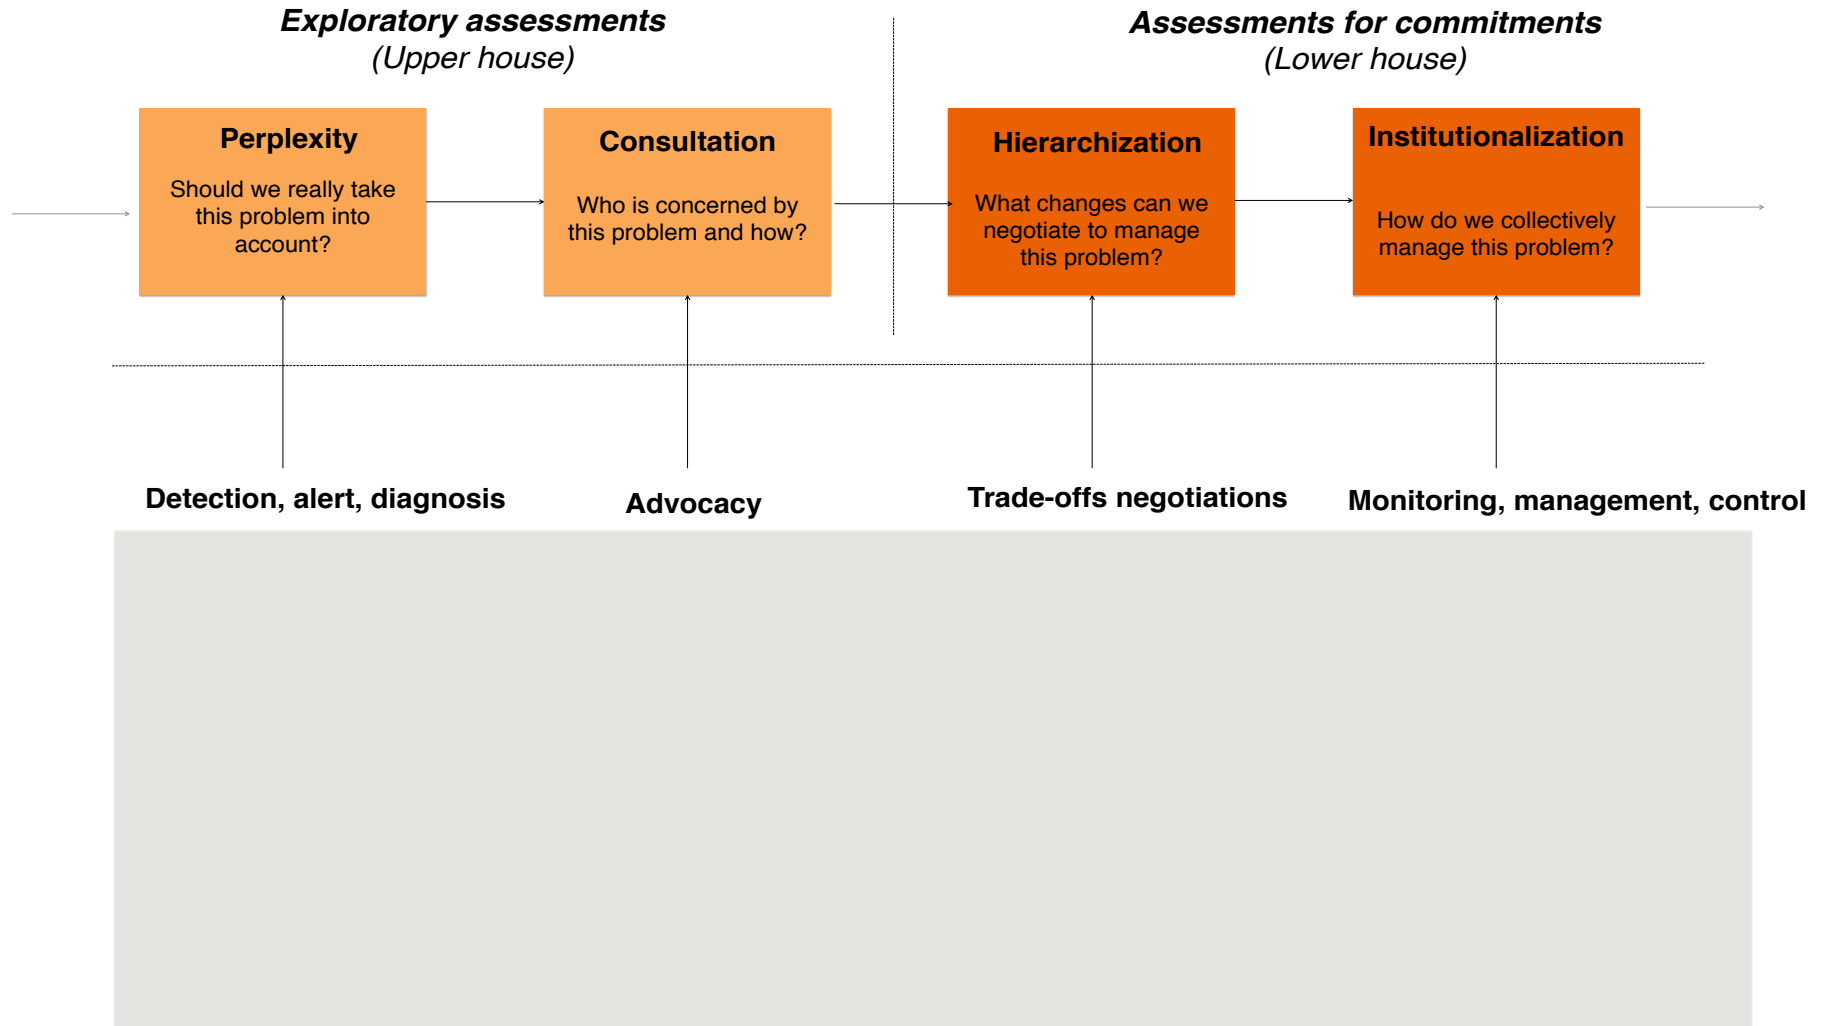 Exploratory assessments
(Upper house)
Assessments for commitments
(Lower house)
Perplexity
Should we really take
this problem into
account?
Consultation
Who is concerned by
this problem and how?
Hierarchization
What changes can we
negotiate to manage
this problem?
Institutionalization
How do we collectively
manage this problem?
Detection, alert, diagnosis
Advocacy
Trade-offs negotiations
Monitoring, management, control